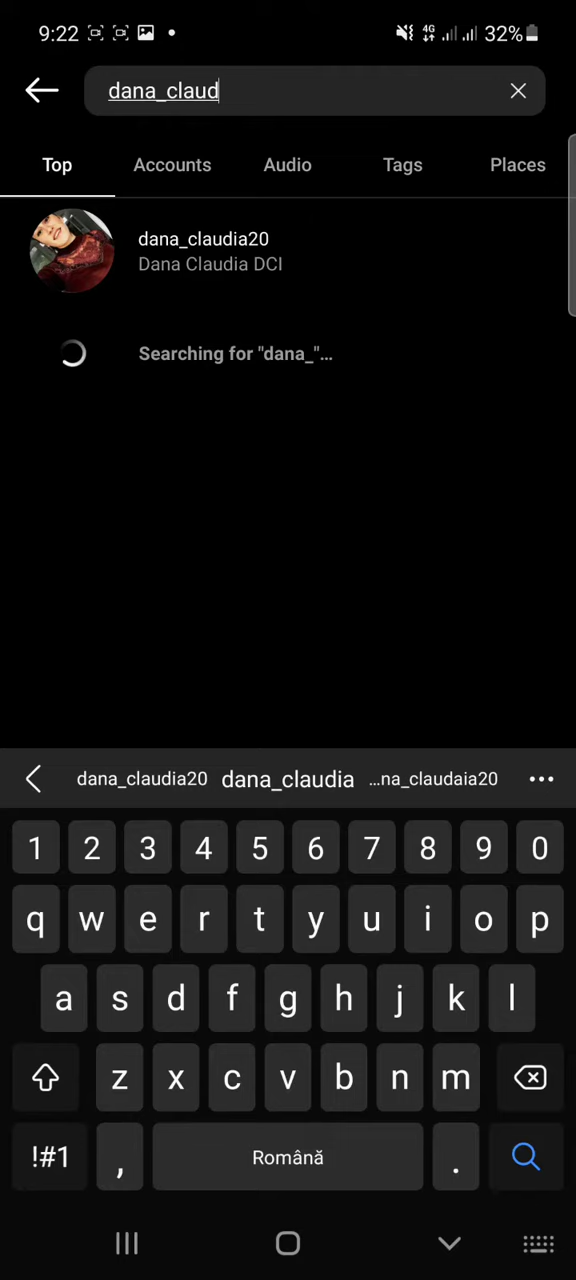 9:22 4G 32%
dana_claud
Top Accounts Audio Tags Places
dana_claudia20
Dana Claudia DCI
Searching for "dana_"...
dana_claudia20 dana_claudia ...na_claudaia20
1 2 3 4 5 6 7 8 9 0
q w e r t y u i o p
a s d f g h j k l
z x c v b n m
!#1 , Română .